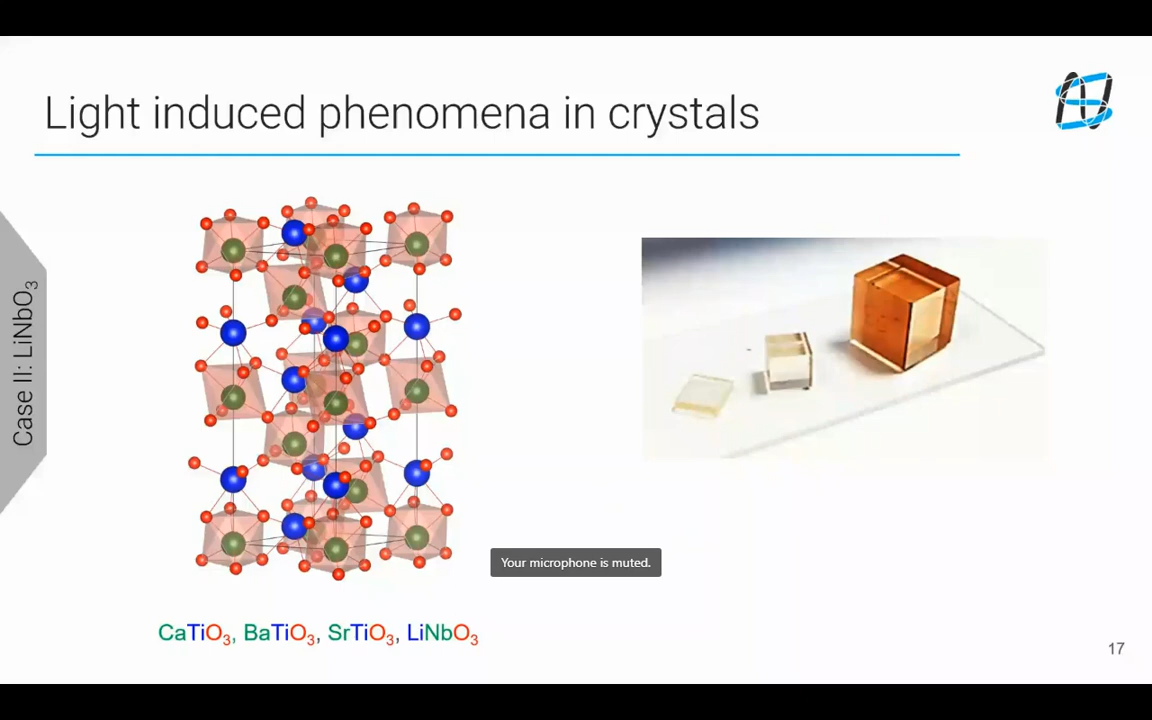 Light induced phenomena in crystals
Case II: LiNbO₃
Your microphone is muted.
CaTiO₃, BaTiO₃, SrTiO₃, LiNbO₃
17